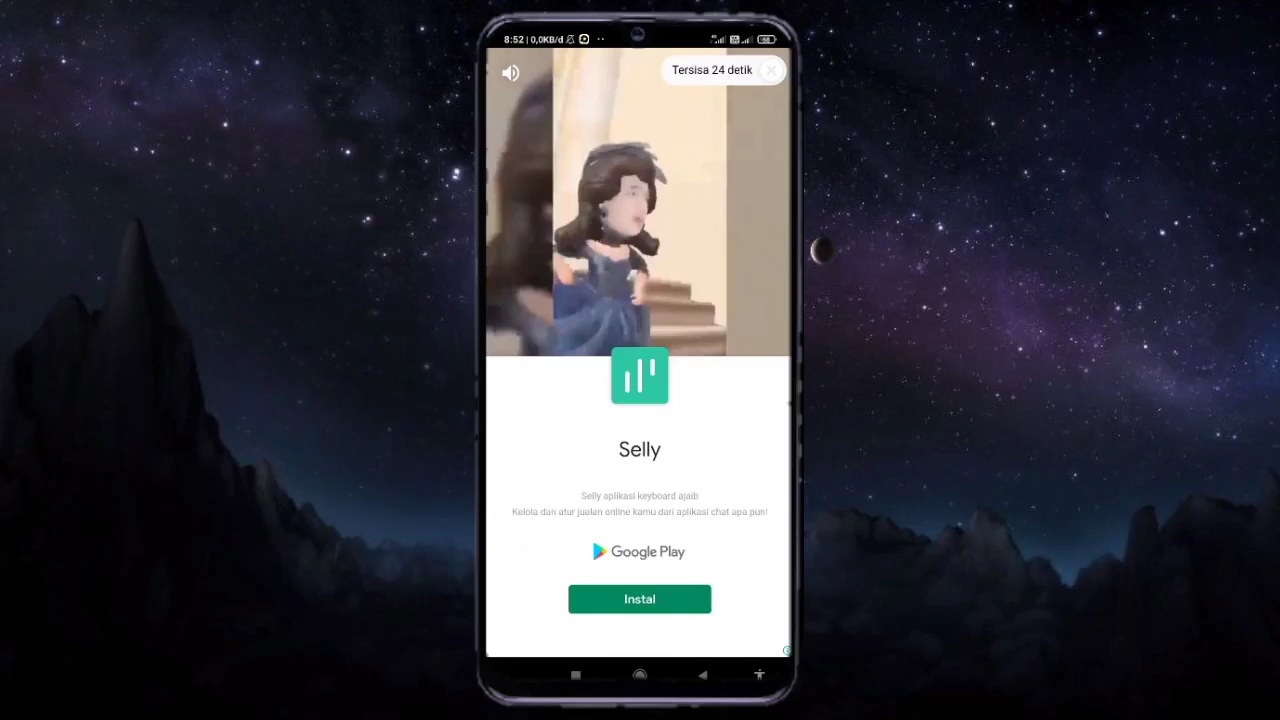 8:52 | 0,0KB/d
Tersisa 24 detik
Selly
Selly aplikasi keyboard ajaib
Kelola dan atur jualan online kamu dari aplikasi chat apa pun!
Google Play
Instal